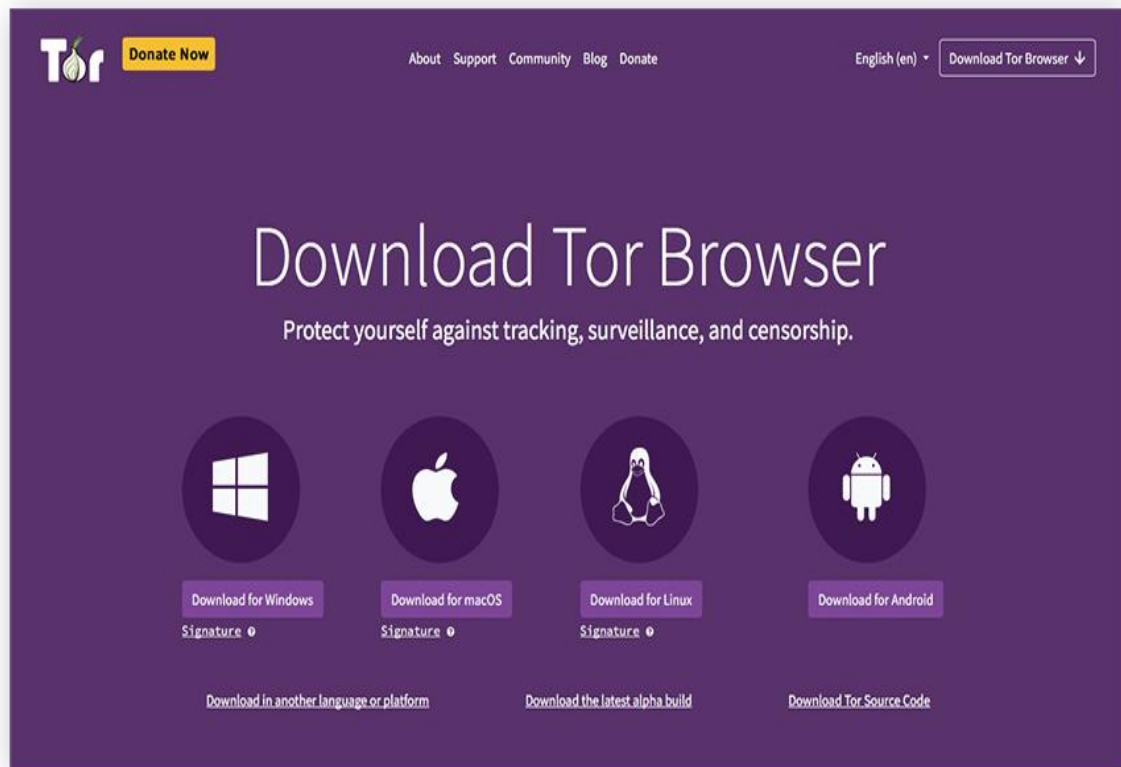 Tor
Donate Now
About Support Community Blog Donate
English (en)
Download Tor Browser ↓
Download Tor Browser
Protect yourself against tracking, surveillance, and censorship.
Download for Windows
Download for macOS
Download for Linux
Download for Android
Signature ?
Signature ?
Signature ?
Download in another language or platform
Download the latest alpha build
Download Tor Source Code